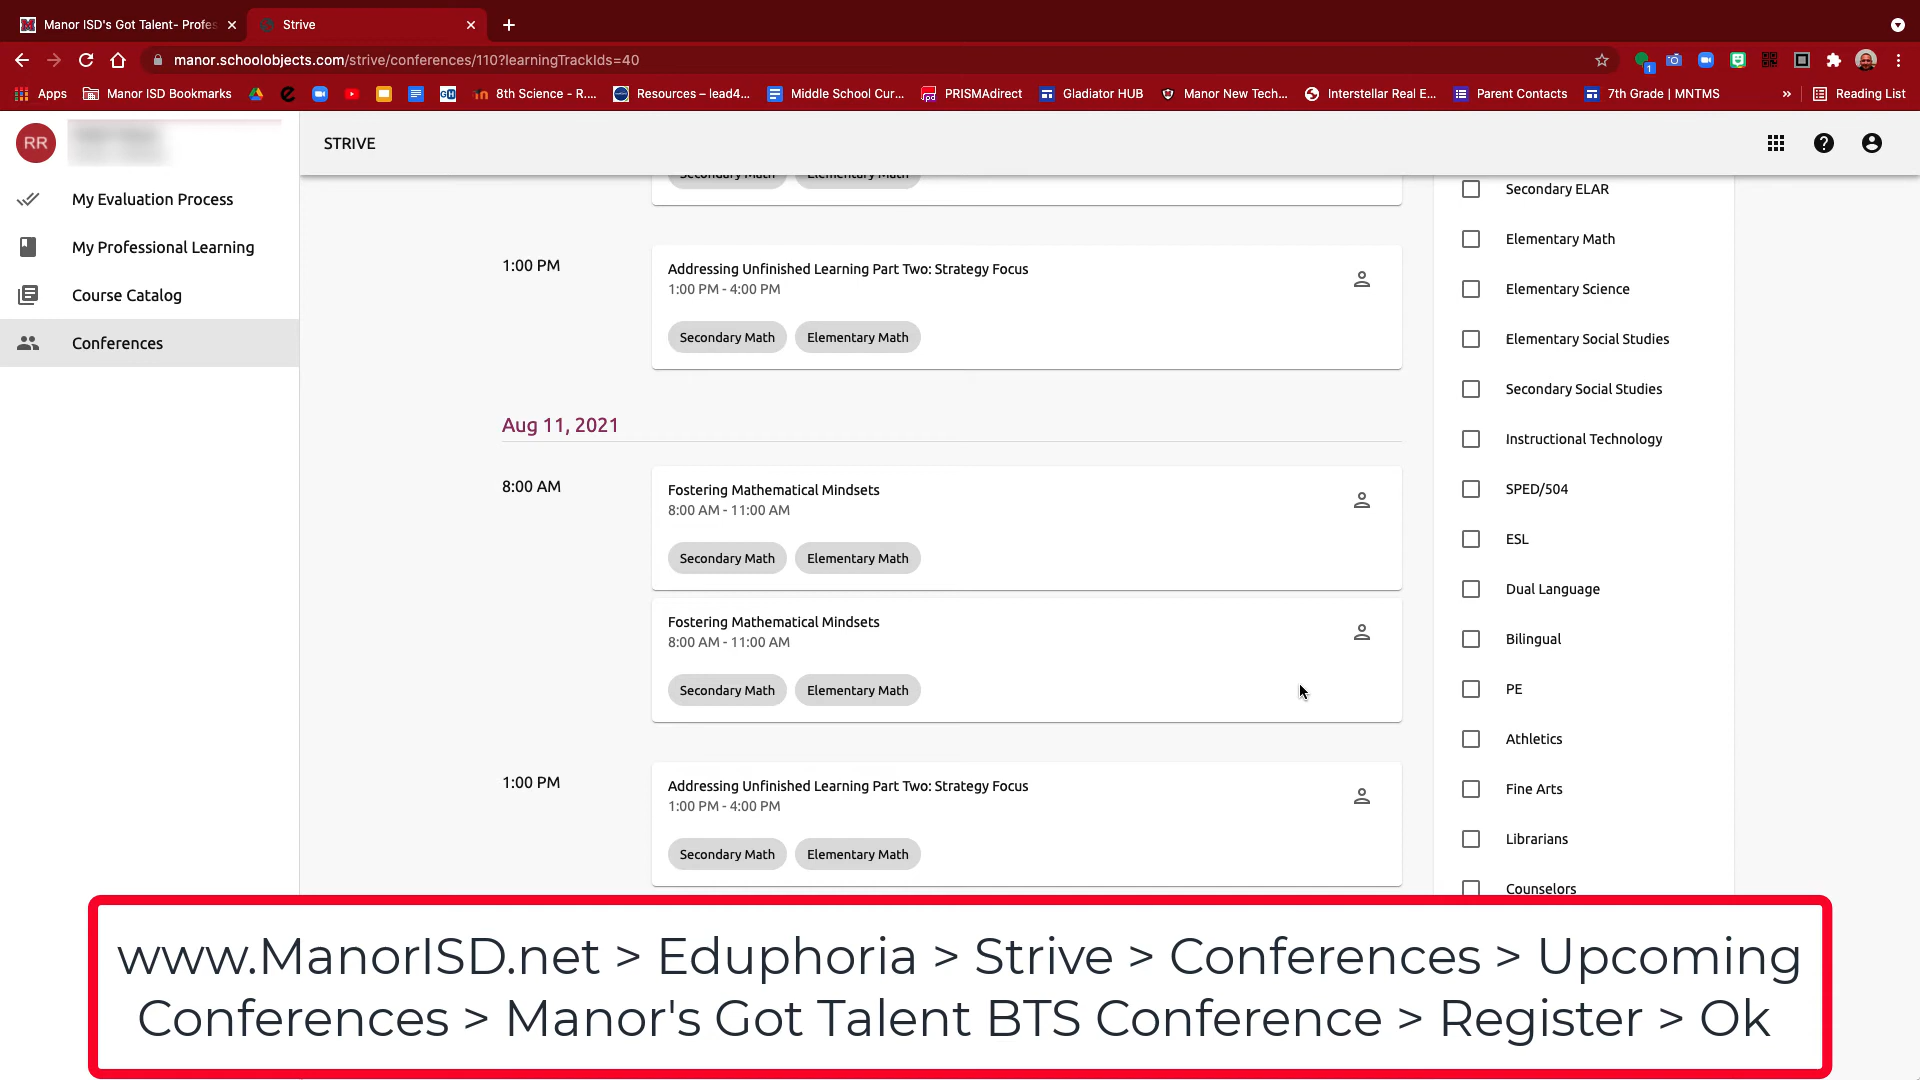 Manor ISD's Got Talent- Profes
Strive
manor.schoolobjects.com/strive/conferences/110?learningTrackIds=40
1
Apps
Manor ISD Bookmarks
GH
8th Science - R....
Resources – lead4...
Middle School Cur...
PRISMAdirect
Gladiator HUB
Manor New Tech...
Interstellar Real E...
Parent Contacts
7th Grade | MNTMS
»
Reading List
RR
STRIVE
My Evaluation Process
My Professional Learning
Course Catalog
Conferences
Secondary Math
Elementary Math
1:00 PM
Addressing Unfinished Learning Part Two: Strategy Focus
1:00 PM - 4:00 PM
Secondary Math
Elementary Math
Aug 11, 2021
8:00 AM
Fostering Mathematical Mindsets
8:00 AM - 11:00 AM
Secondary Math
Elementary Math
Fostering Mathematical Mindsets
8:00 AM - 11:00 AM
Secondary Math
Elementary Math
1:00 PM
Addressing Unfinished Learning Part Two: Strategy Focus
1:00 PM - 4:00 PM
Secondary Math
Elementary Math
Secondary ELAR
Elementary Math
Elementary Science
Elementary Social Studies
Secondary Social Studies
Instructional Technology
SPED/504
ESL
Dual Language
Bilingual
PE
Athletics
Fine Arts
Librarians
Counselors
www.ManorISD.net > Eduphoria > Strive > Conferences > Upcoming
Conferences > Manor's Got Talent BTS Conference > Register > Ok